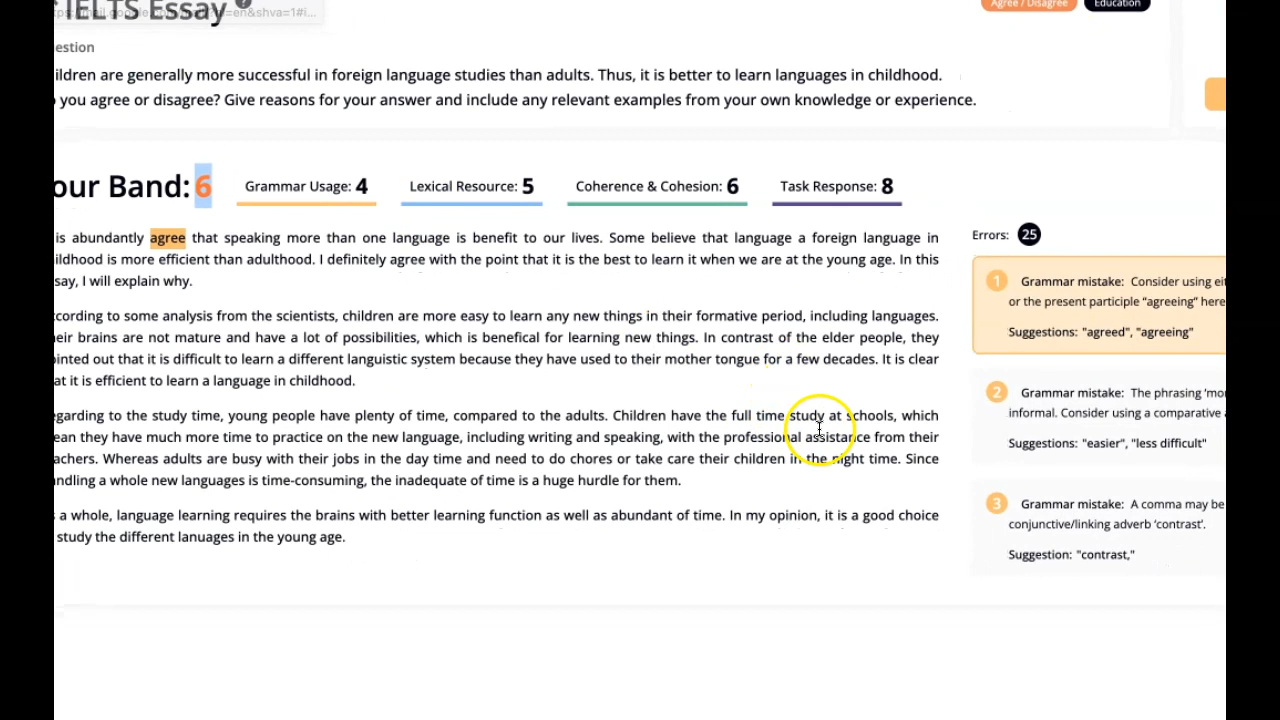 IELTS Essay
tps://mail.google.com/mail/?tf=en&shva=1#i...
Agree / Disagree
Education
estion
ildren are generally more successful in foreign language studies than adults. Thus, it is better to learn languages in childhood.
you agree or disagree? Give reasons for your answer and include any relevant examples from your own knowledge or experience.
our Band: 6
Grammar Usage: 4
Lexical Resource: 5
Coherence & Cohesion: 6
Task Response: 8
is abundantly agree that speaking more than one language is benefit to our lives. Some believe that language a foreign language in
ildhood is more efficient than adulthood. I definitely agree with the point that it is the best to learn it when we are at the young age. In this
say, I will explain why.
cording to some analysis from the scientists, children are more easy to learn any new things in their formative period, including languages.
eir brains are not mature and have a lot of possibilities, which is benefical for learning new things. In contrast of the elder people, they
ointed out that it is difficult to learn a different languistic system because they have used to their mother tongue for a few decades. It is clear
at it is efficient to learn a language in childhood.
egarding to the study time, young people have plenty of time, compared to the adults. Children have the full time study at schools, which
ean they have much more time to practice on the new language, including writing and speaking, with the professional assistance from their
achers. Whereas adults are busy with their jobs in the day time and need to do chores or take care their children in the night time. Since
andling a whole new languages is time-consuming, the inadequate of time is a huge hurdle for them.
s a whole, language learning requires the brains with better learning function as well as abundant of time. In my opinion, it is a good choice
study the different lanuages in the young age.
Errors: 25
1 Grammar mistake: Consider using eit
or the present participle "agreeing" here
Suggestions: "agreed", "agreeing"
2 Grammar mistake: The phrasing 'mo
informal. Consider using a comparative a
Suggestions: "easier", "less difficult"
3 Grammar mistake: A comma may be
conjunctive/linking adverb 'contrast'.
Suggestion: "contrast,"